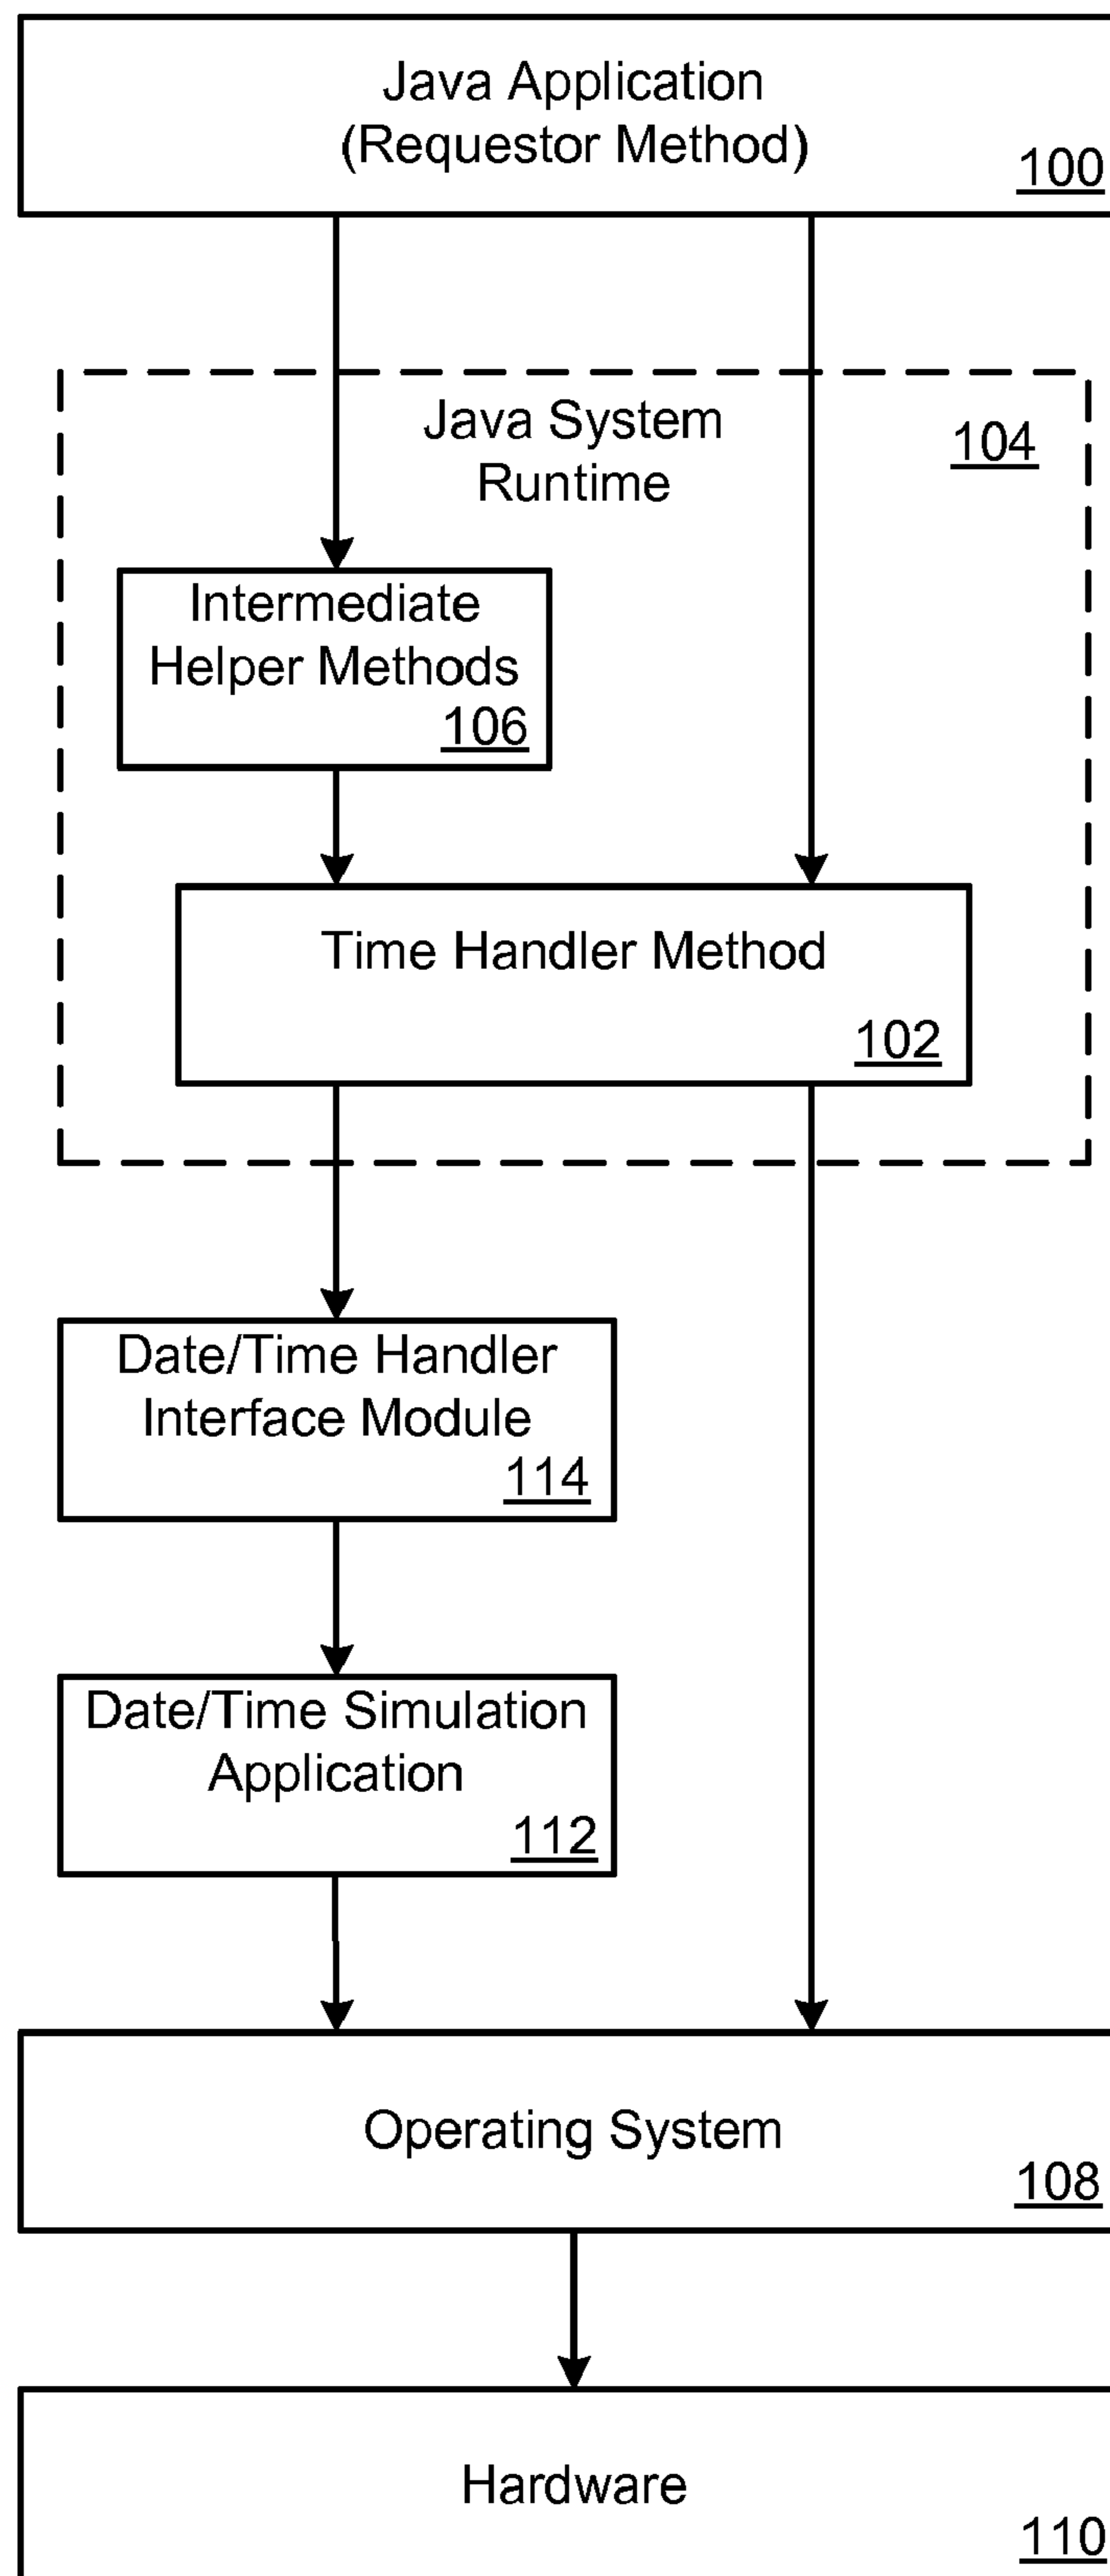 Java Application
(Requestor Method)
100
Java System
Runtime
104
Intermediate
Helper Methods
106
Time Handler Method
102
Date/Time Handler
Interface Module
114
Date/Time Simulation
Application
112
Operating System
108
Hardware
110